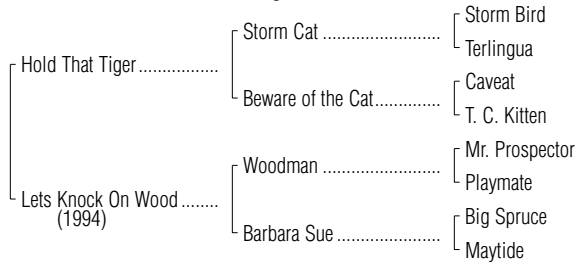 Storm Bird
Storm Cat ........................
Terlingua
Hold That Tiger.................
Caveat
Beware of the Cat..............
T. C. Kitten
Mr. Prospector
Woodman ........................
Playmate
Lets Knock On Wood ........
(1994)
Big Spruce
Barbara Sue .....................
Maytide